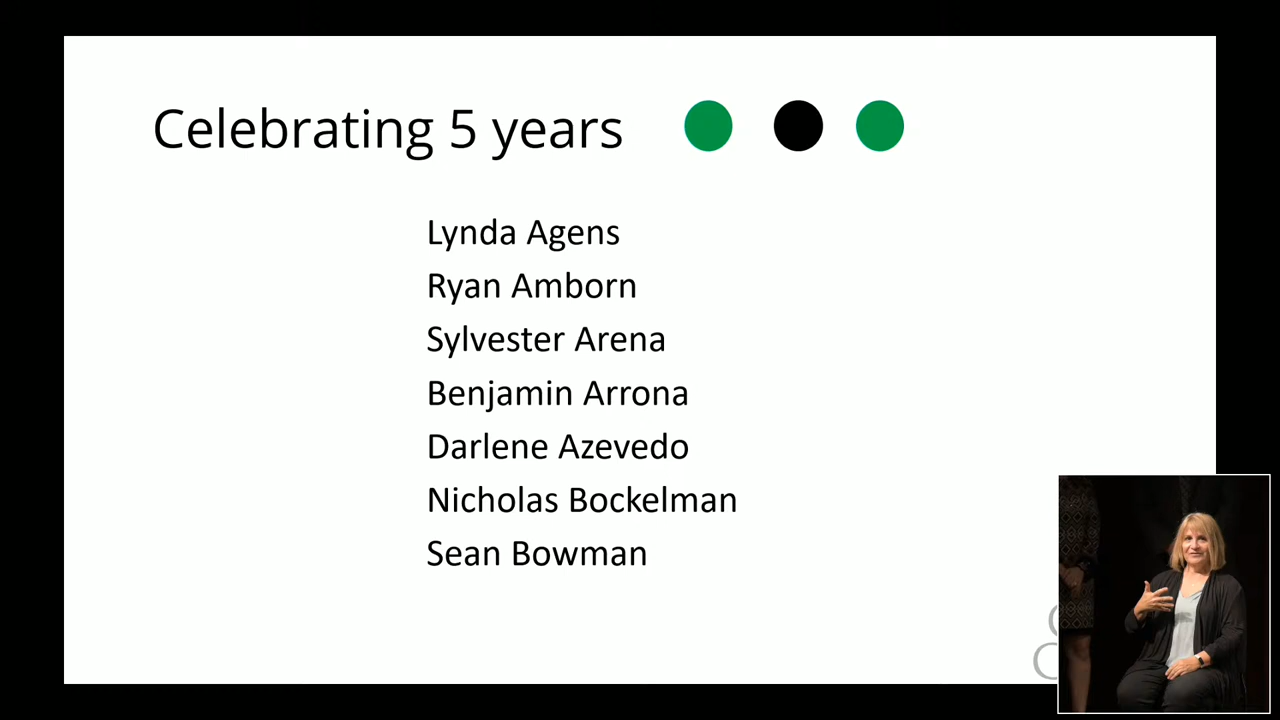 Celebrating 5 years
Lynda Agens
Ryan Amborn
Sylvester Arena
Benjamin Arrona
Darlene Azevedo
Nicholas Bockelman
Sean Bowman